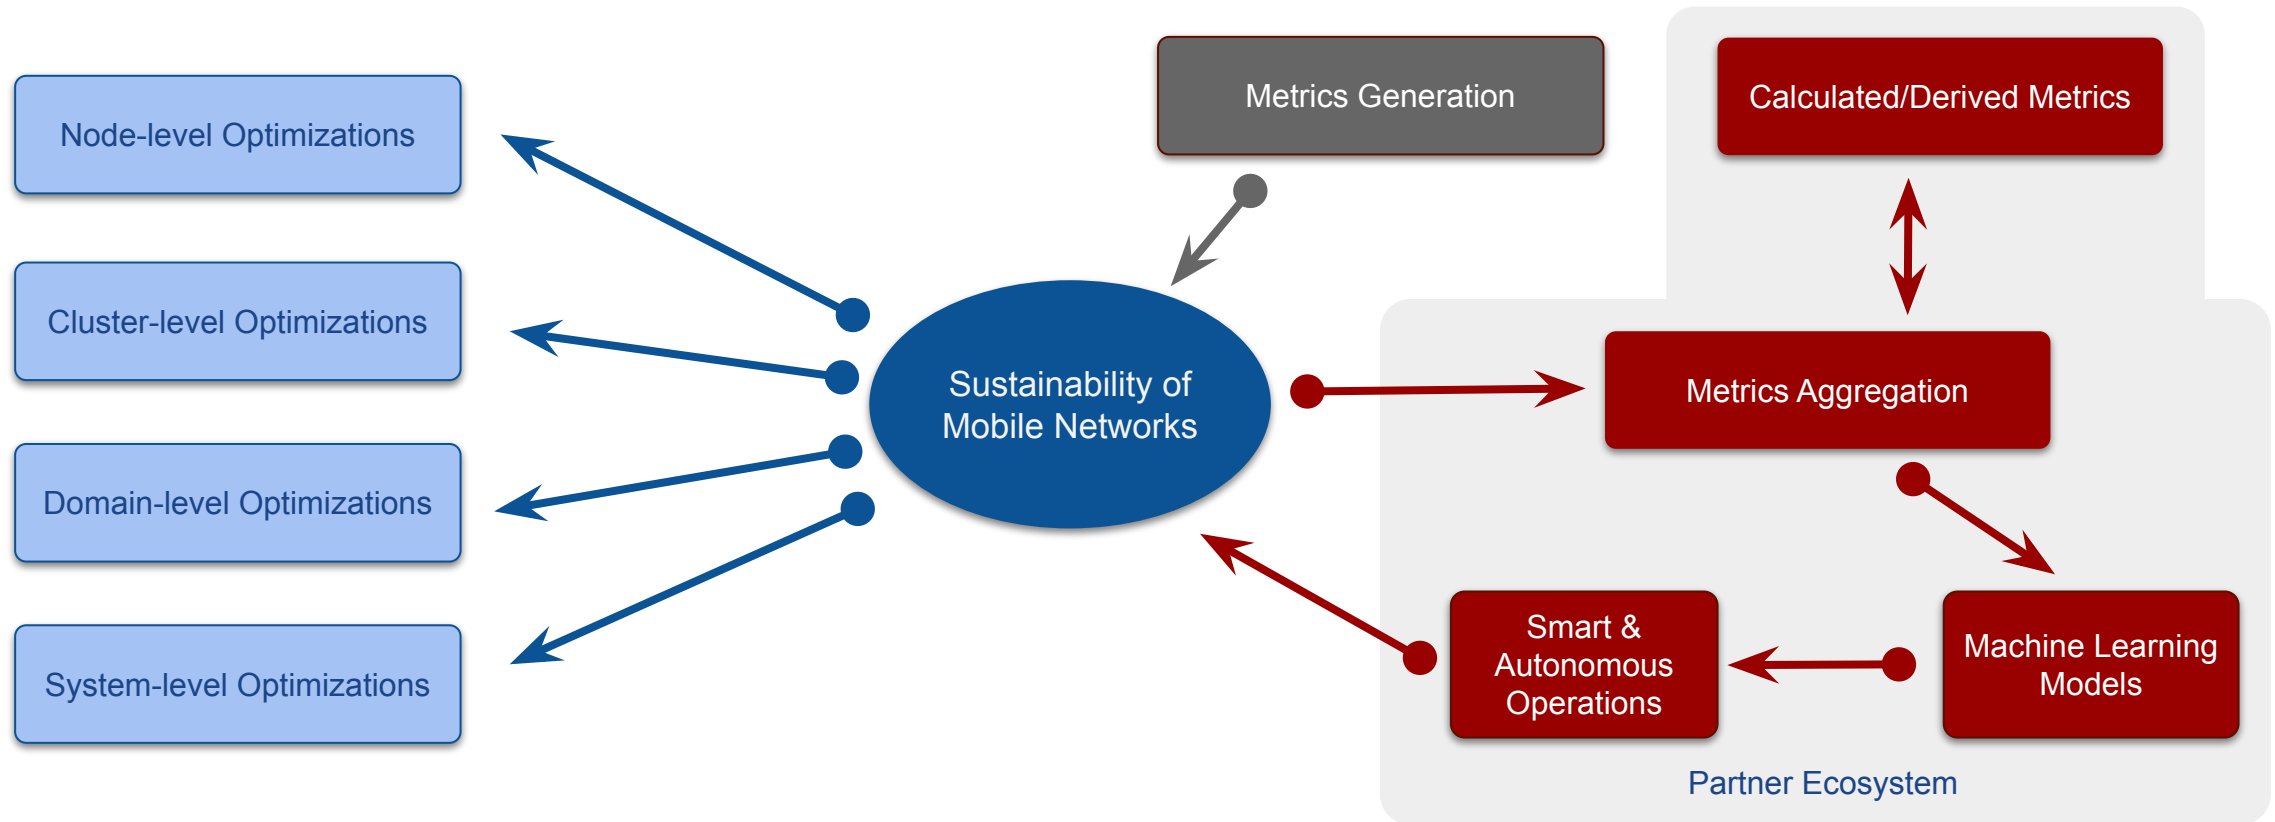 Metrics Generation
Calculated/Derived Metrics
Node-level Optimizations
Cluster-level Optimizations
Domain-level Optimizations
System-level Optimizations
Sustainability of
Mobile Networks
Metrics Aggregation
Smart &
Autonomous
Operations
Machine Learning
Models
Partner Ecosystem